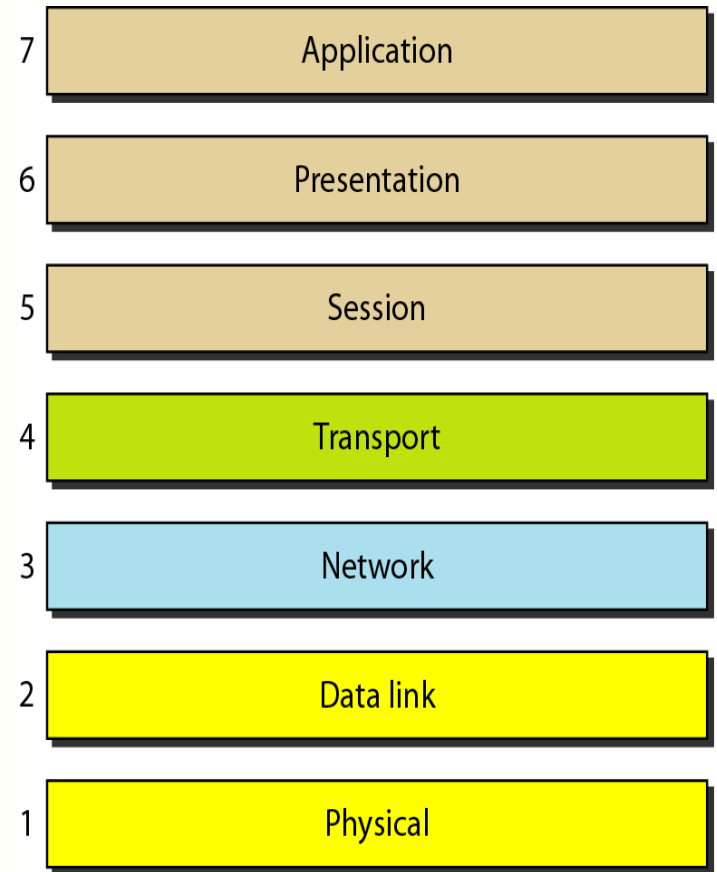 7 Application
6 Presentation
5 Session
4 Transport
3 Network
2 Data link
1 Physical